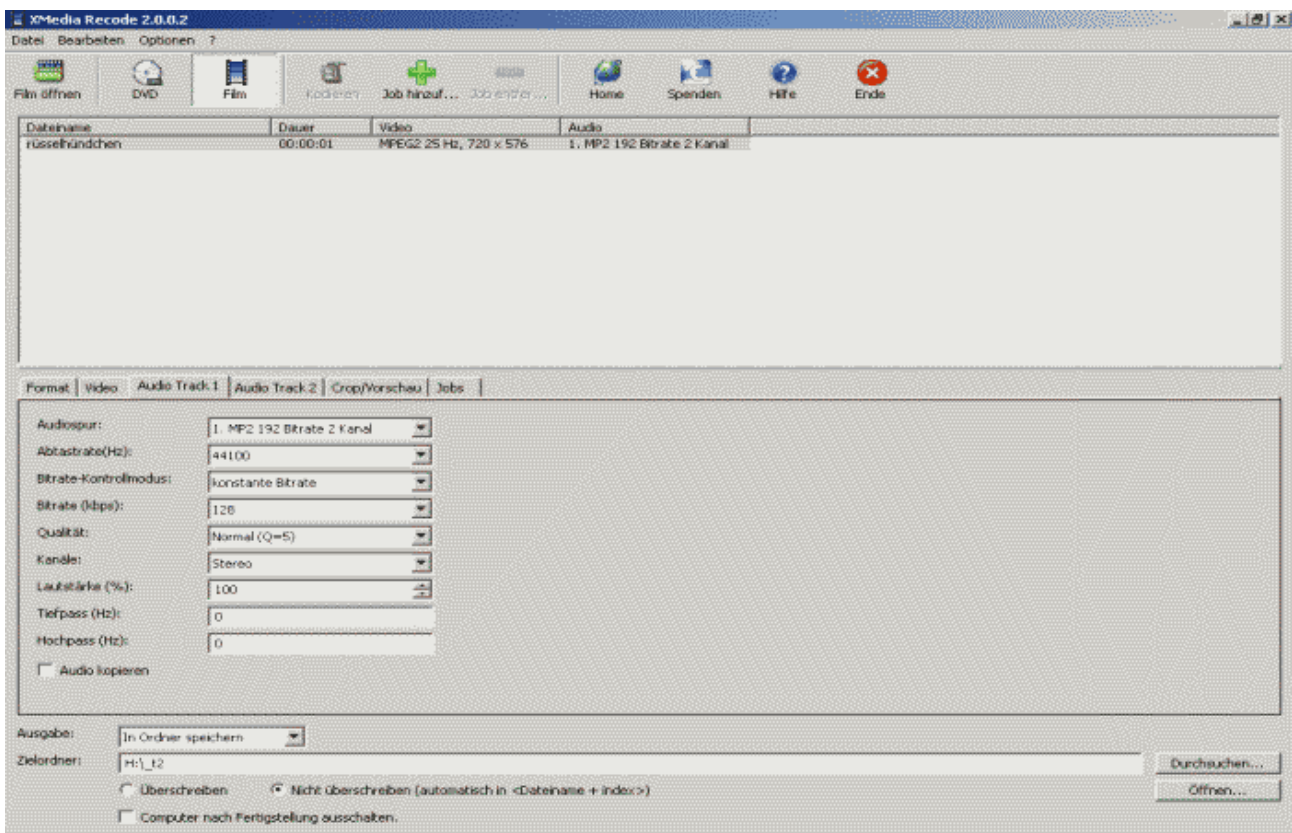 XMedia Recode 2.0.0.2
Datei Bearbeiten Optionen ?
Film öffnen DVD Film Kodieren Job hinzuf... Job entfer... Home Spenden Hilfe Ende
Dateiname Dauer Video Audio
rüsselhündchen 00:00:01 MPEG2 25 Hz, 720 x 576 1. MP2 192 Bitrate 2 Kanal
Format Video Audio Track 1 Audio Track 2 Crop/Vorschau Jobs
Audiospur: 1. MP2 192 Bitrate 2 Kanal
Abtastrate(Hz): 44100
Bitrate-Kontrollmodus: konstante Bitrate
Bitrate (kbps): 128
Qualität: Normal (Q=5)
Kanäle: Stereo
Lautstärke (%): 100
Tiefpass (Hz): 0
Hochpass (Hz): 0
Audio kopieren
Ausgabe: In Ordner speichern
Zielordner: H:\_t2 Durchsuchen...
Überschreiben Nicht überschreiben (automatisch in <Dateiname + index>) Öffnen...
Computer nach Fertigstellung ausschalten.